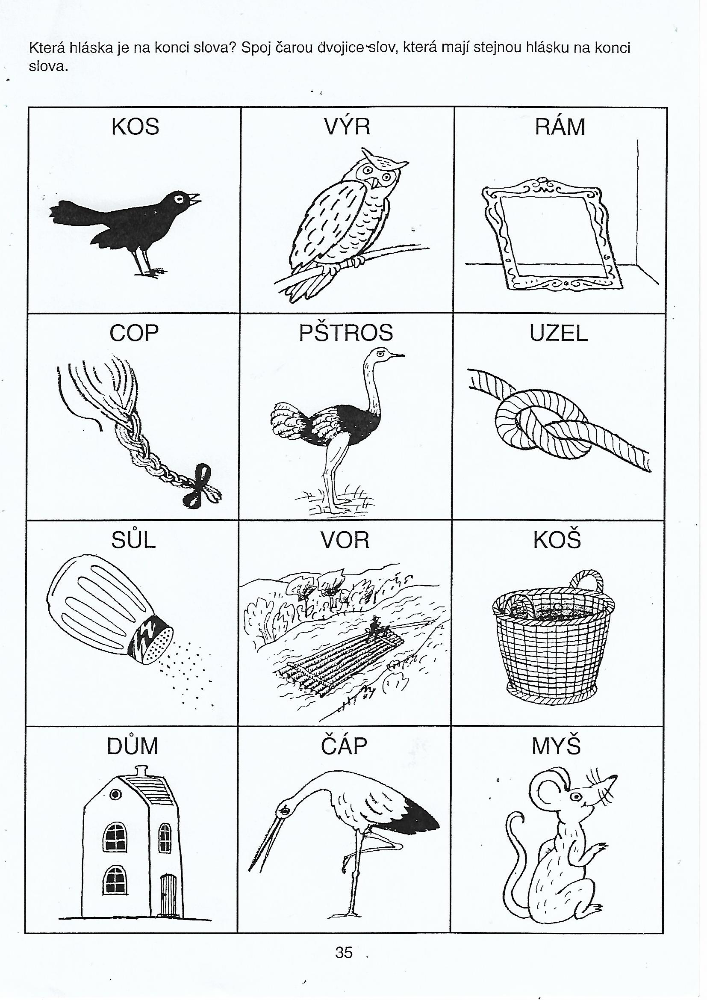 Která hláska je na konci slova? Spoj čarou dvojice slov, která mají stejnou hlásku na konci
slova.
KOS VÝR RÁM
COP PŠTROS UZEL
SŮL VOR KOŠ
DŮM ČÁP MYŠ
35